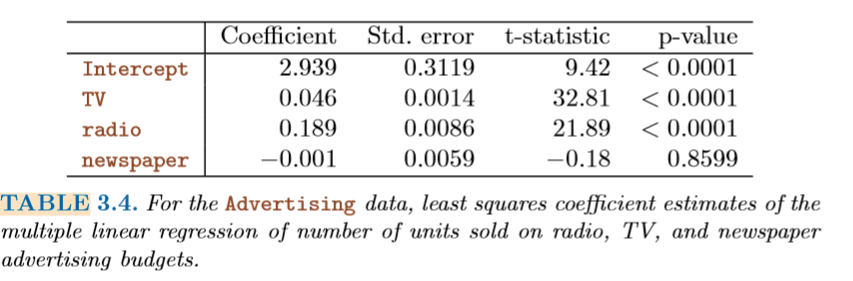 Coefficient Std. error t-statistic p-value
Intercept 2.939 0.3119 9.42 < 0.0001
TV 0.046 0.0014 32.81 < 0.0001
radio 0.189 0.0086 21.89 < 0.0001
newspaper −0.001 0.0059 −0.18 0.8599
TABLE 3.4. For the Advertising data, least squares coefficient estimates of the
multiple linear regression of number of units sold on radio, TV, and newspaper
advertising budgets.